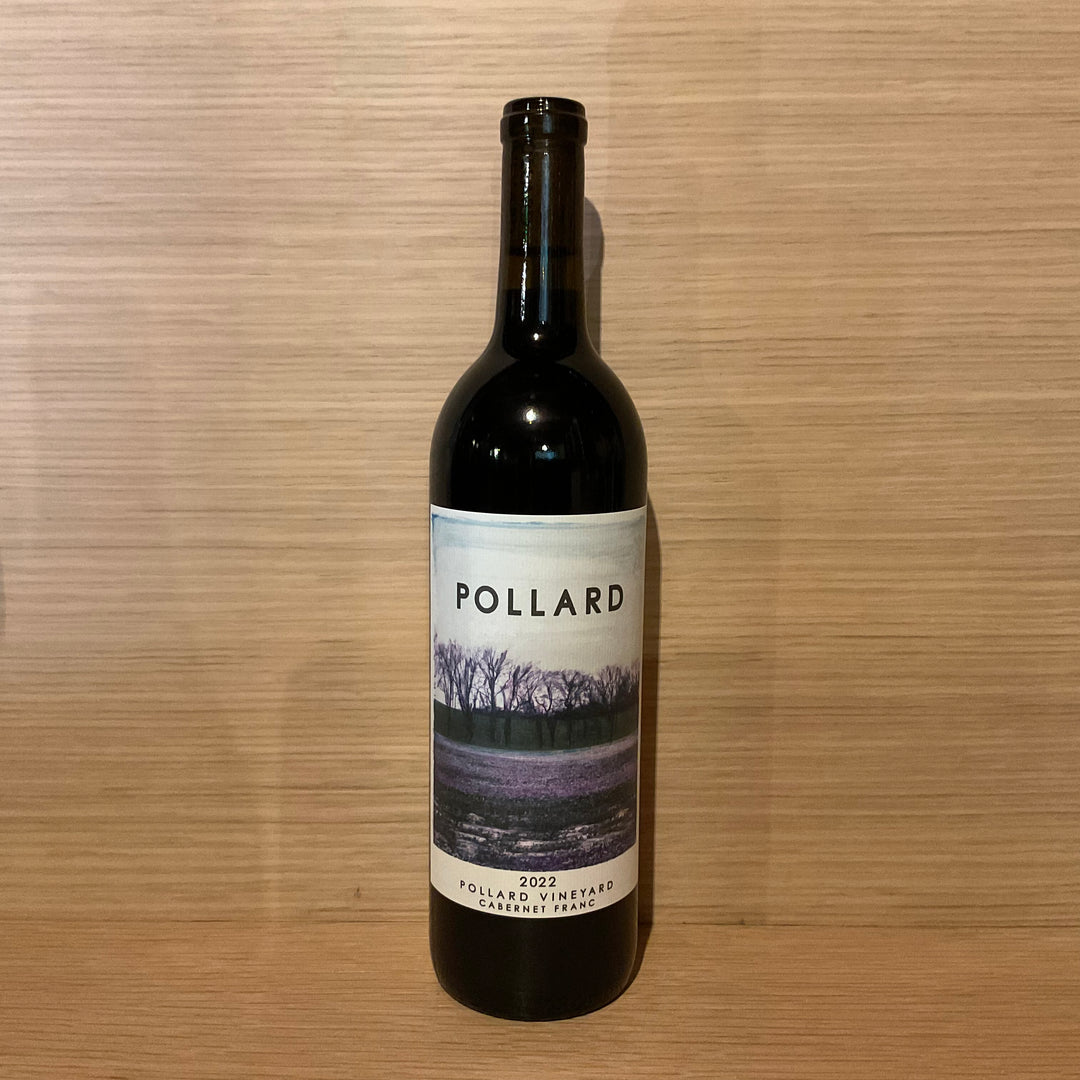 POLLARD
2022
POLLARD VINEYARD
CABERNET FRANC